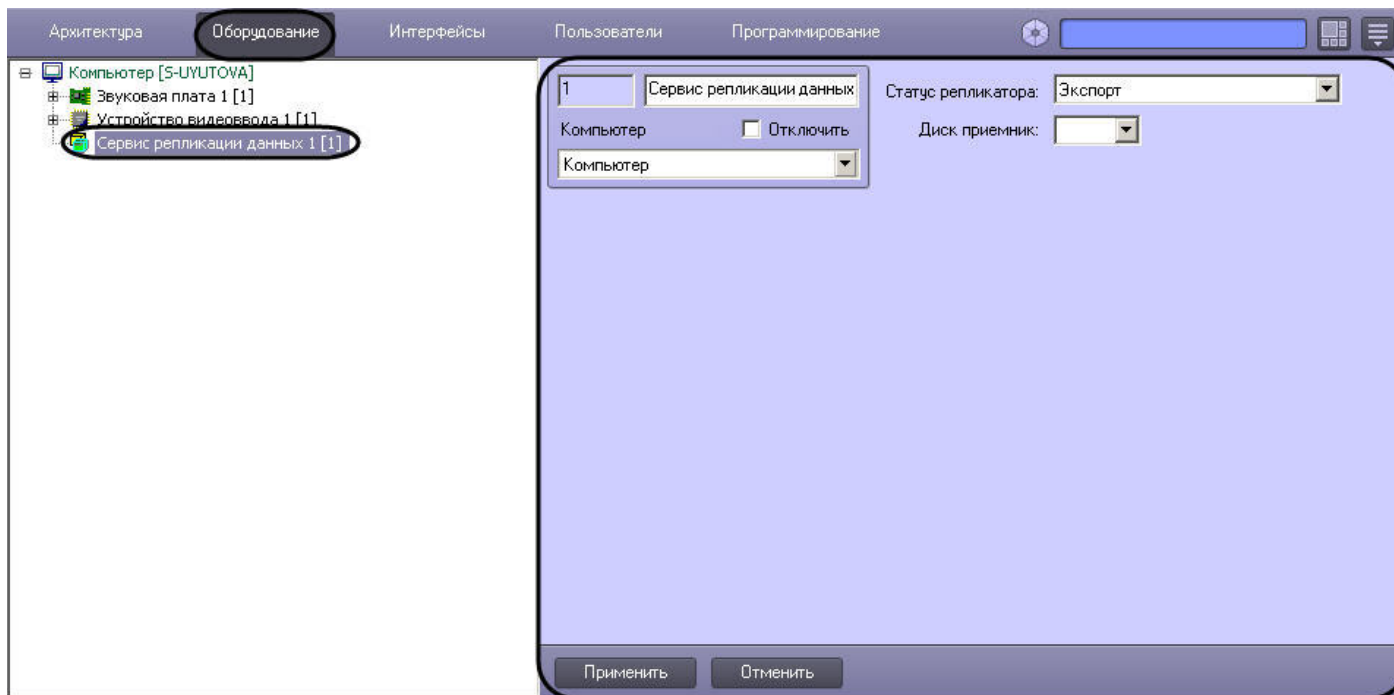 Архитектура Оборудование Интерфейсы Пользователи Программирование
Компьютер [S-UYUTOVA]
Звуковая плата 1 [1]
Устройство видеоввода 1 [1]
Сервис репликации данных 1 [1]
1 Сервис репликации данных Статус репликатора: Экспорт
Компьютер Отключить Диск приемник:
Компьютер
Применить Отменить